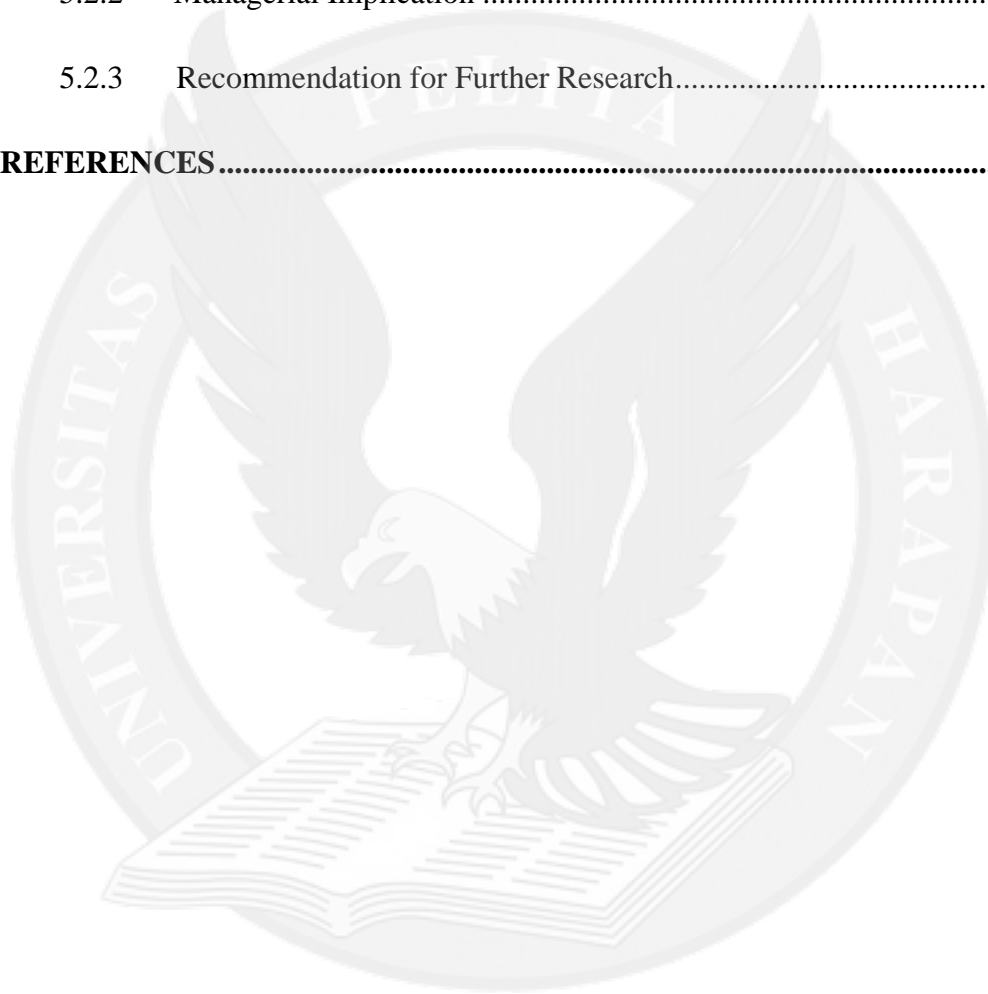 5.2.2 Managerial Implication ................................................................
5.2.3 Recommendation for Further Research.......................................
REFERENCES................................................................................................
UNIVERSITAS PELITA HARAPAN